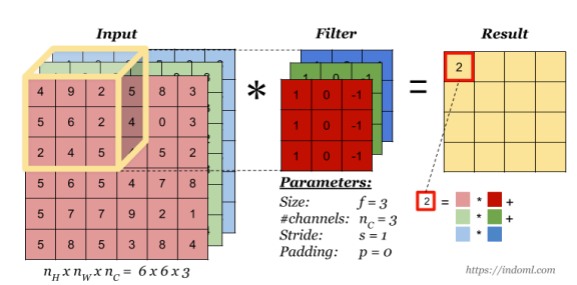 Input Filter Result
4 9 2 5 8 3
5 6 2 4 0 3
2 4 5 4 5 2
5 6 5 4 7 8
5 7 7 9 2 1
5 8 5 3 8 4
n_H x n_W x n_C = 6 x 6 x 3
*
1 0 -1
1 0 -1
1 0 -1
=
2
Parameters:
Size: f = 3
#channels: n_C = 3
Stride: s = 1
Padding: p = 0
2 = * +
* +
*
https://indoml.com